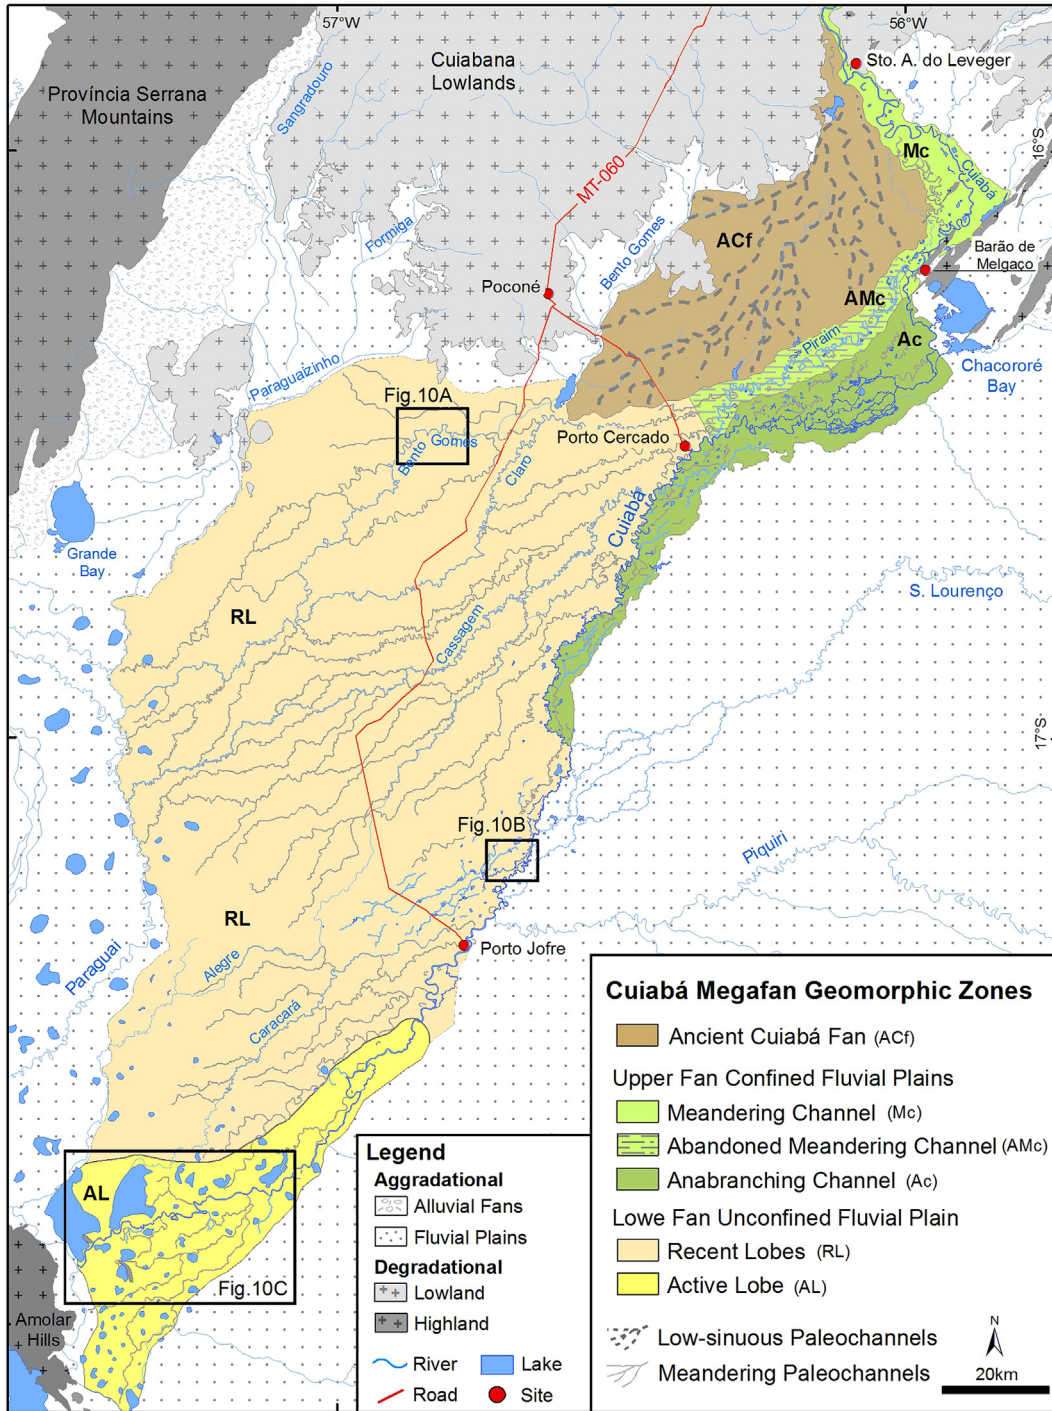 57°W
56°W
Sto. A. do Leveger
Cuiabana
Lowlands
Província Serrana
Mountains
Sangradouro
16°S
Mc
Cuiabá
MT-060
Formiga
Bento Gomes
ACf
Barão de
Melgaço
Poconé
AMc
Ac
Piraim
Paraguaizinho
Chacororé
Bay
Fig.10A
Bento Gomes
Claro
Porto Cercado
Cuiabá
Grande
Bay
S. Lourenço
RL
Cassagem
17°S
Fig.10B
Piquiri
RL
Porto Jofre
Alegre
Paraguai
Caracará
AL
Fig.10C
Amolar
Hills
Legend
Aggradational
Alluvial Fans
Fluvial Plains
Degradational
Lowland
Highland
River
Lake
Road
Site
Cuiabá Megafan Geomorphic Zones
Ancient Cuiabá Fan (ACf)
Upper Fan Confined Fluvial Plains
Meandering Channel (Mc)
Abandoned Meandering Channel (AMc)
Anabranching Channel (Ac)
Lowe Fan Unconfined Fluvial Plain
Recent Lobes (RL)
Active Lobe (AL)
Low-sinuous Paleochannels
Meandering Paleochannels
N
20km